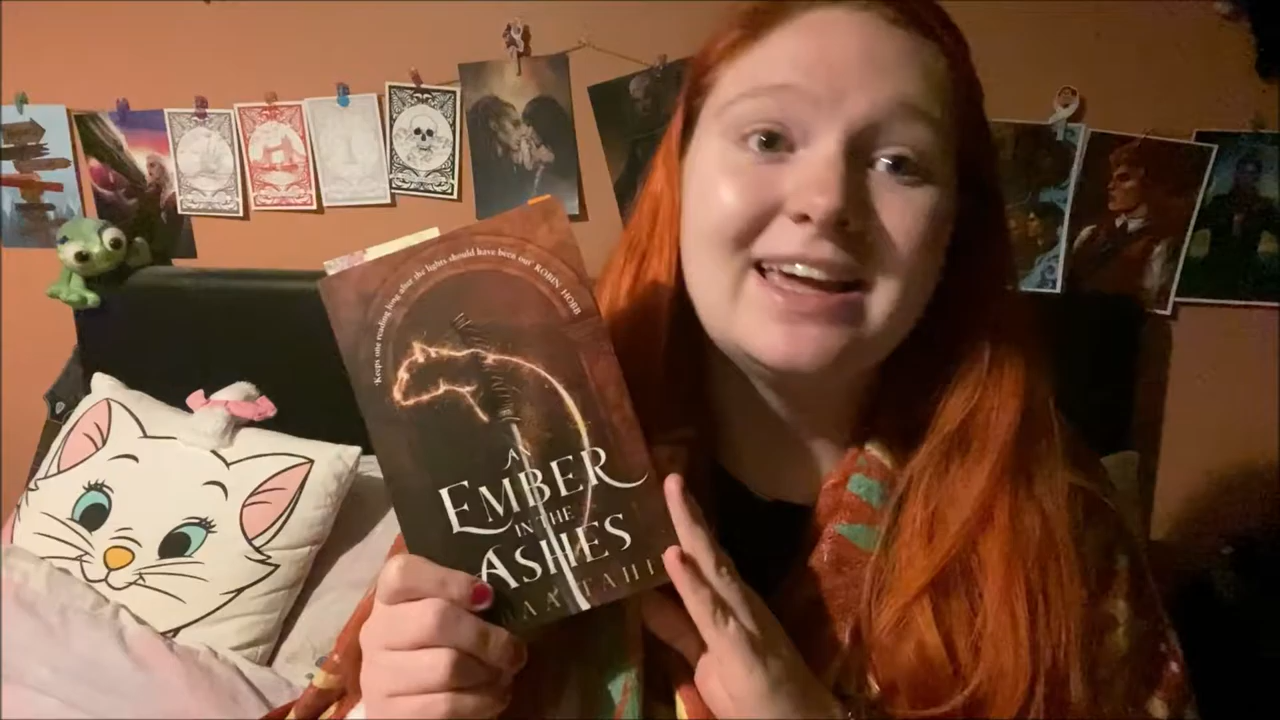 'Keeps one reading long after the lights should have been out' ROBIN HOBB
AN
EMBER
IN THE
ASHES